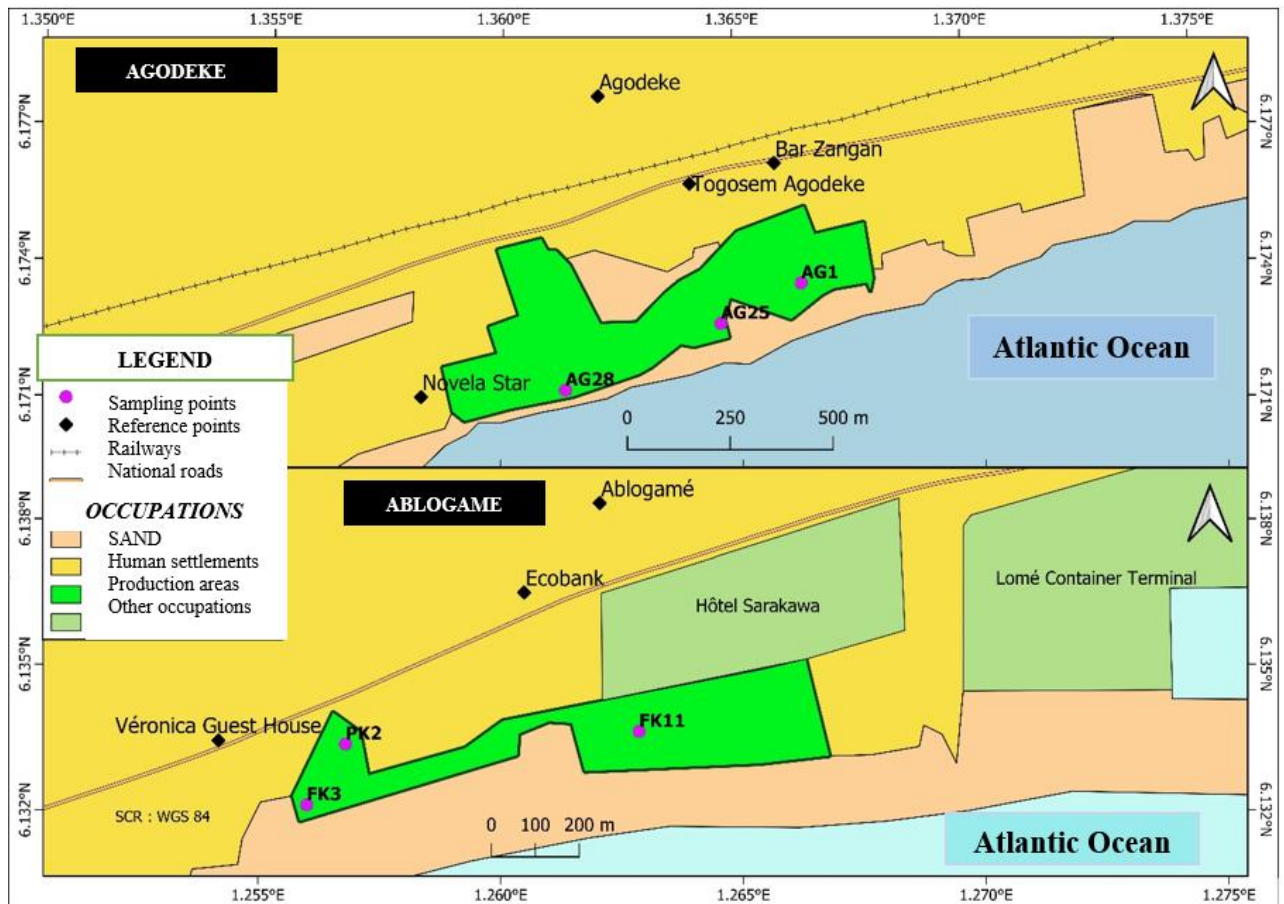 1.350°E 1.355°E 1.360°E 1.365°E 1.370°E 1.375°E
AGODEKE
Agodeke
6.177°N
6.177°N
Bar Zangan
Togosem Agodeke
6.174°N
6.174°N
AG1
AG25
Atlantic Ocean
LEGEND
Novela Star
AG28
6.171°N
6.171°N
0 250 500 m
Sampling points
Reference points
Railways
National roads
OCCUPATIONS
SAND
Human settlements
Production areas
Other occupations
ABLOGAME
Ablogamé
6.138°N
6.138°N
Ecobank
Hôtel Sarakawa
Lomé Container Terminal
6.135°N
6.135°N
Véronica Guest House
PK2
FK11
FK3
6.132°N
6.132°N
SCR : WGS 84
0 100 200 m
Atlantic Ocean
1.255°E 1.260°E 1.265°E 1.270°E 1.275°E